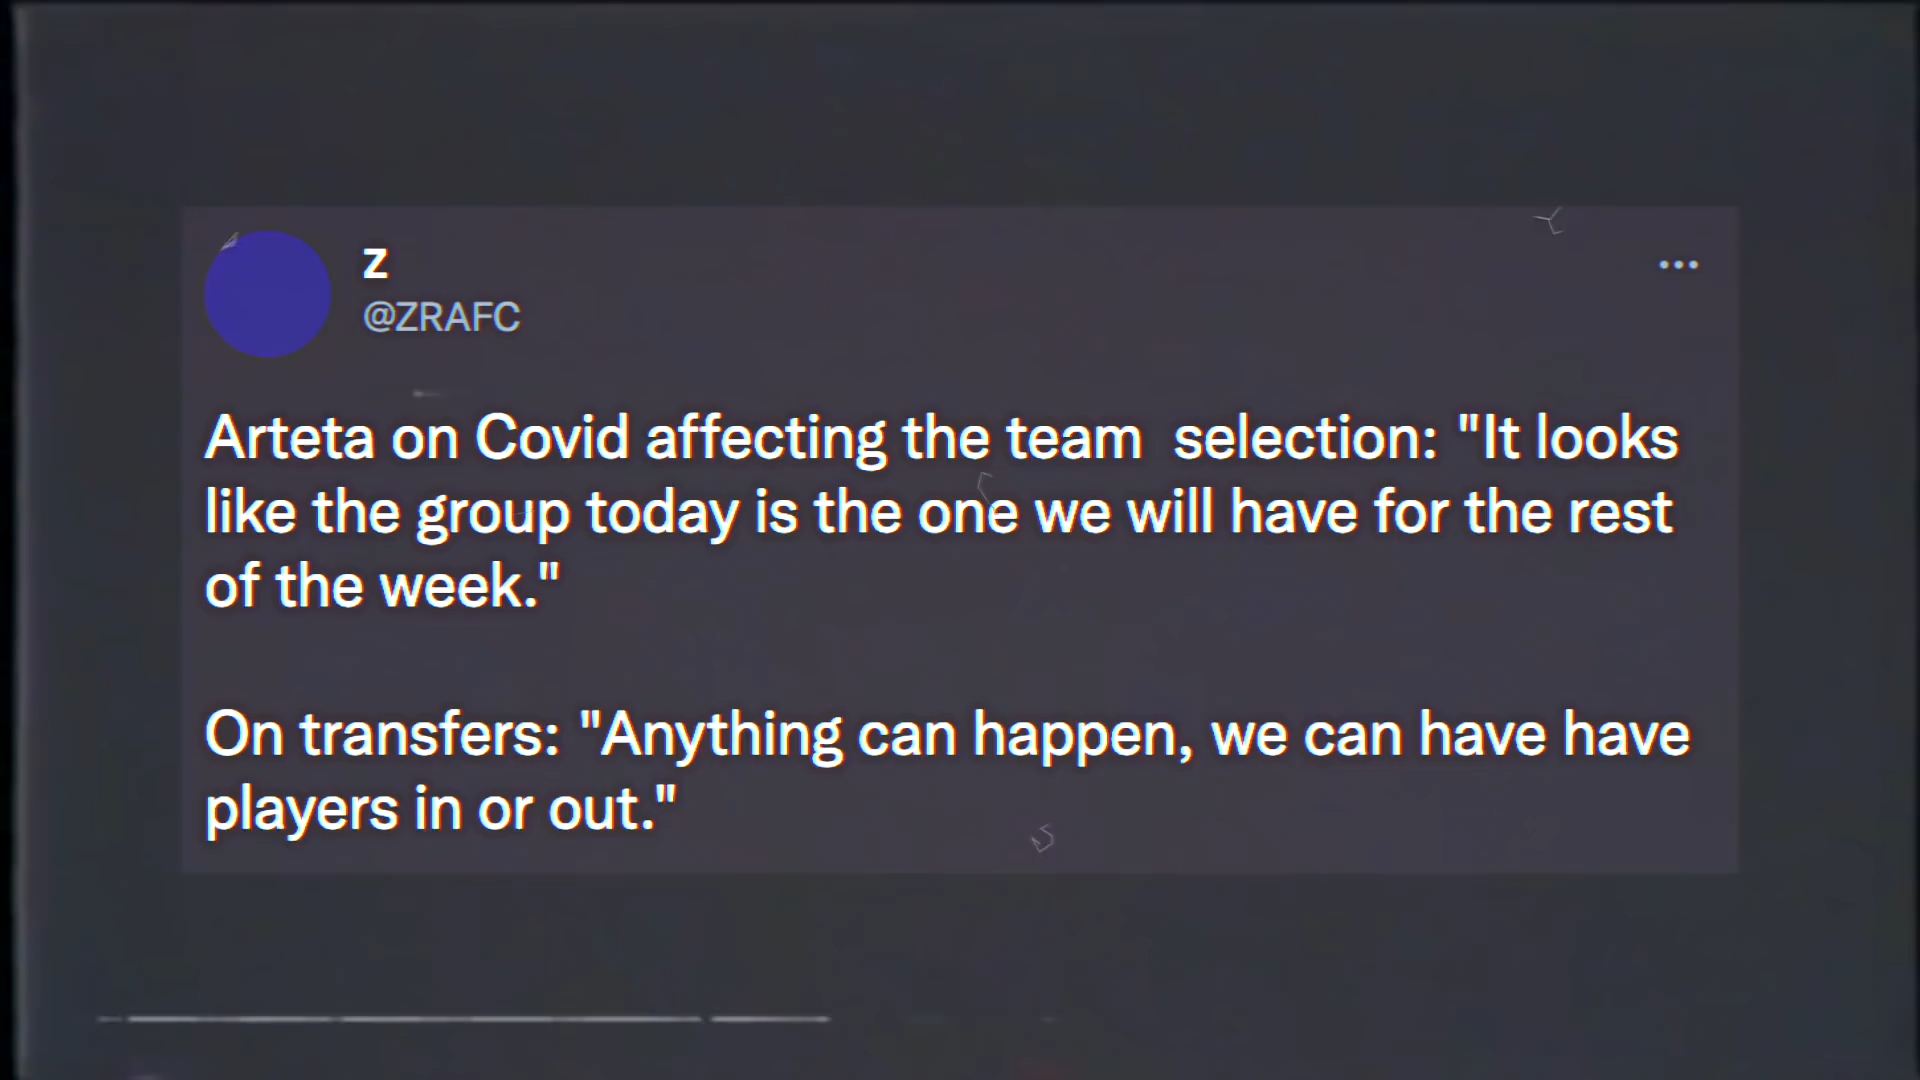 z
@ZRAFC
Arteta on Covid affecting the team  selection: "It looks
like the group today is the one we will have for the rest
of the week."
On transfers: "Anything can happen, we can have have
players in or out."